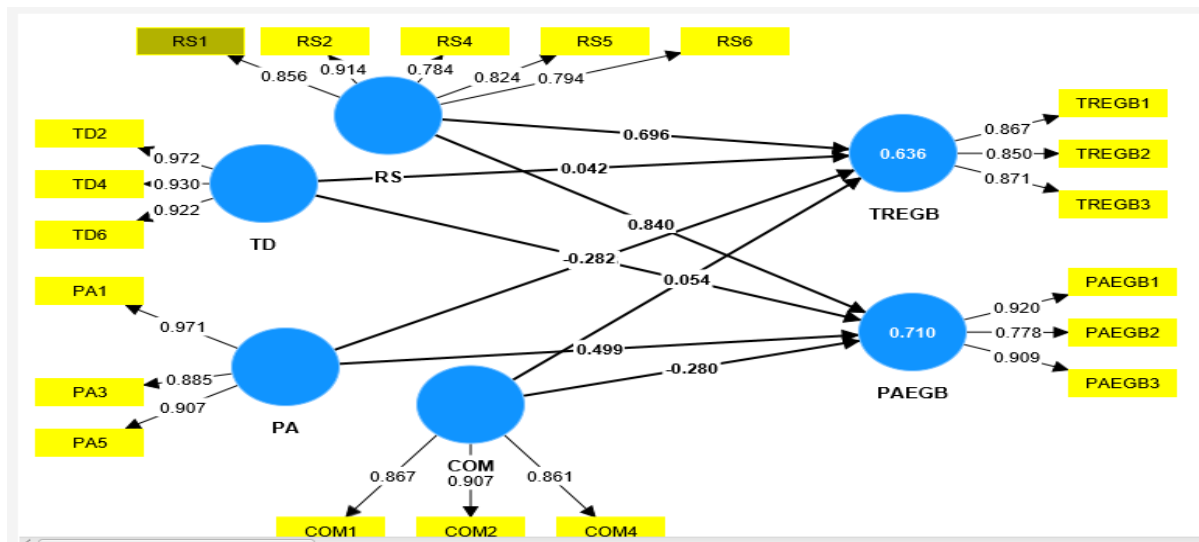 RS1 RS2 RS4 RS5 RS6
0.856 0.914 0.784 0.824 0.794
TD2
0.972
TD4
0.930
TD6
0.922
TD
RS
0.696
0.042
0.840
-0.282
0.054
0.636
TREGB
0.867
TREGB1
0.850
TREGB2
0.871
TREGB3
PA1
0.971
PA3
0.885
PA5
0.907
PA
0.499
-0.280
0.710
PAEGB
0.920
PAEGB1
0.778
PAEGB2
0.909
PAEGB3
COM
0.867 0.907 0.861
COM1 COM2 COM4